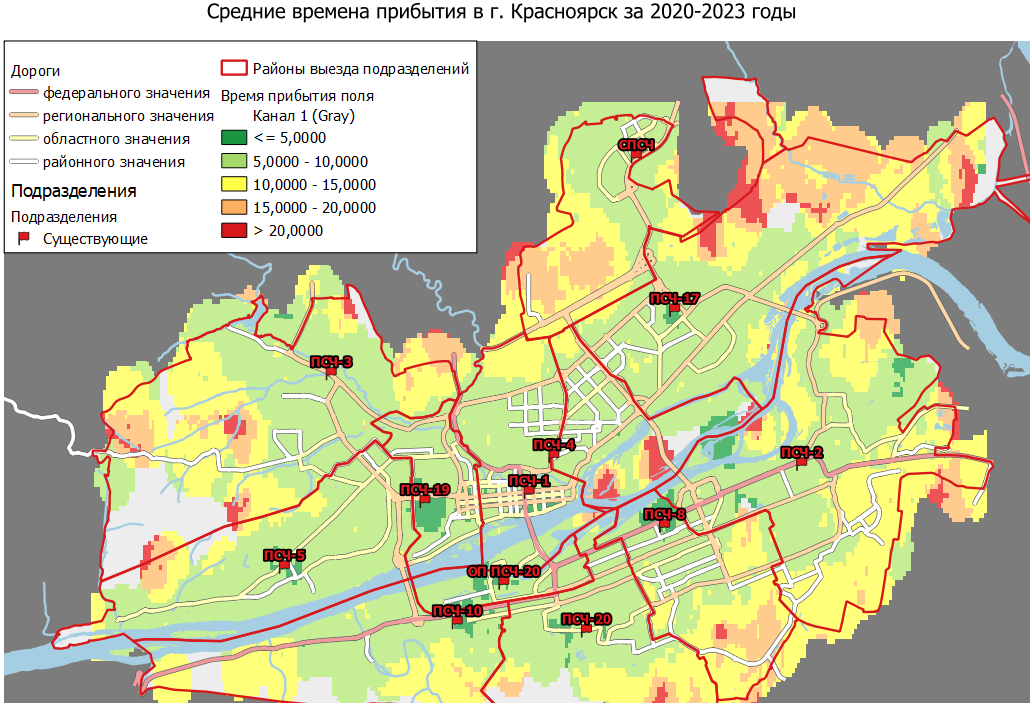 Средние времена прибытия в г. Красноярск за 2020-2023 годы
Дороги
федерального значения
регионального значения
областного значения
районного значения
Подразделения
Подразделения
Существующие
Районы выезда подразделений
Время прибытия поля
Канал 1 (Gray)
<= 5,0000
5,0000 - 10,0000
10,0000 - 15,0000
15,0000 - 20,0000
> 20,0000
СПСЧ
ПСЧ-17
ПСЧ-3
ПСЧ-4
ПСЧ-2
ПСЧ-1
ПСЧ-19
ПСЧ-8
ПСЧ-5
ОП ПСЧ-20
ПСЧ-10
ПСЧ-20